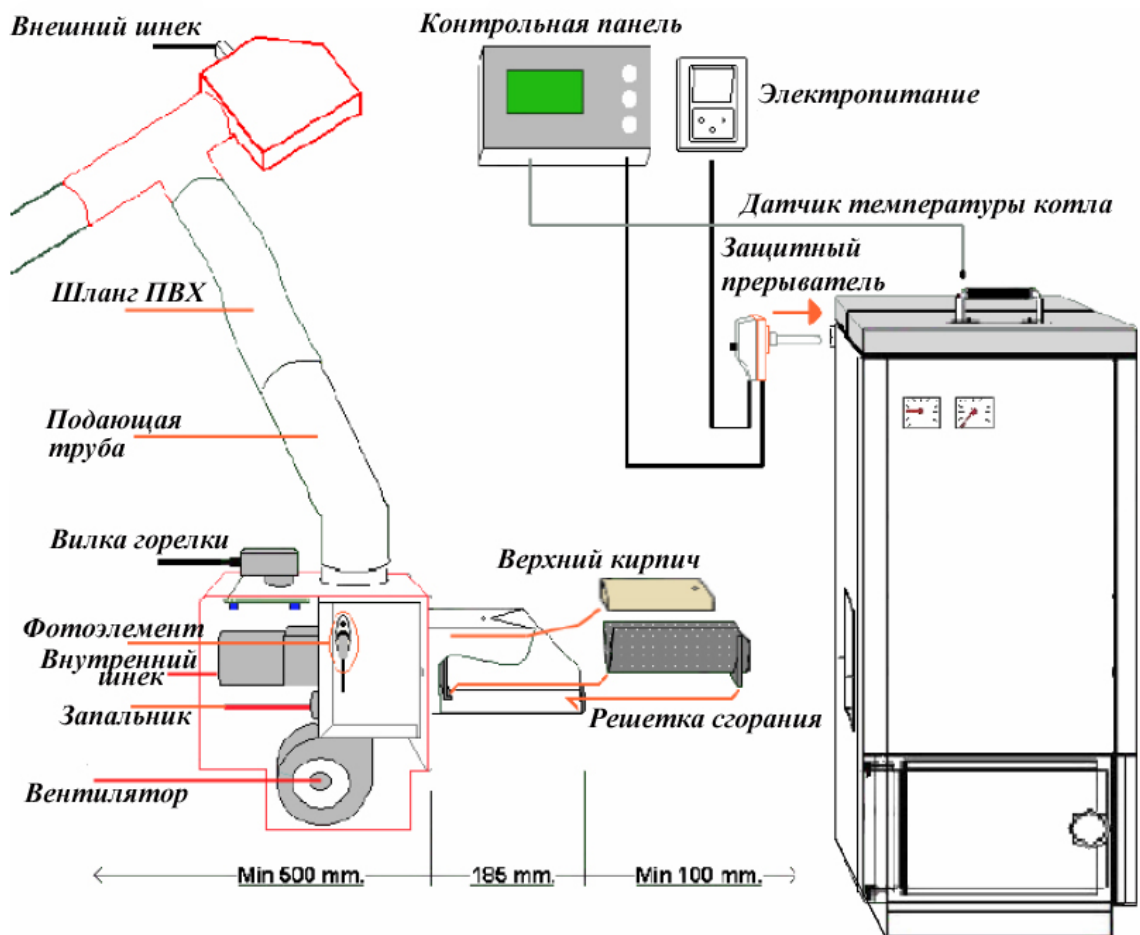 Внешний шнек
Контрольная панель
Электропитание
Датчик температуры котла
Защитный
прерыватель
Шланг ПВХ
Подающая
труба
Вилка горелки
Верхний кирпич
Фотоэлемент
Внутренний
шнек
Запальник
Решетка сгорания
Вентилятор
Min 500 mm.
185 mm.
Min 100 mm.